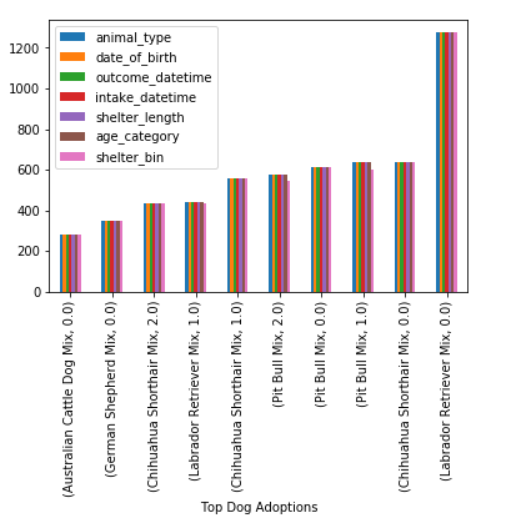 1200
1000
800
600
400
200
0
animal_type
date_of_birth
outcome_datetime
intake_datetime
shelter_length
age_category
shelter_bin
(Australian Cattle Dog Mix, 0.0)
(German Shepherd Mix, 0.0)
(Chihuahua Shorthair Mix, 2.0)
(Labrador Retriever Mix, 1.0)
(Chihuahua Shorthair Mix, 1.0)
(Pit Bull Mix, 2.0)
(Pit Bull Mix, 0.0)
(Pit Bull Mix, 1.0)
(Chihuahua Shorthair Mix, 0.0)
(Labrador Retriever Mix, 0.0)
Top Dog Adoptions